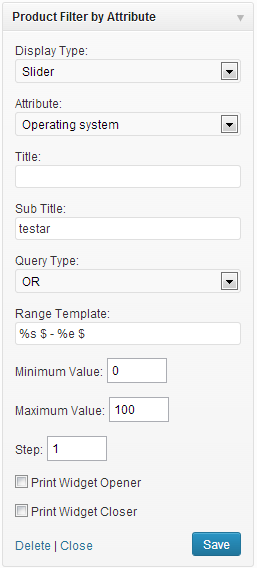 Product Filter by Attribute
Display Type:
Slider
Attribute:
Operating system
Title:
Sub Title:
testar
Query Type:
OR
Range Template:
%s $ - %e $
Minimum Value: 0
Maximum Value: 100
Step: 1
Print Widget Opener
Print Widget Closer
Delete | Close Save